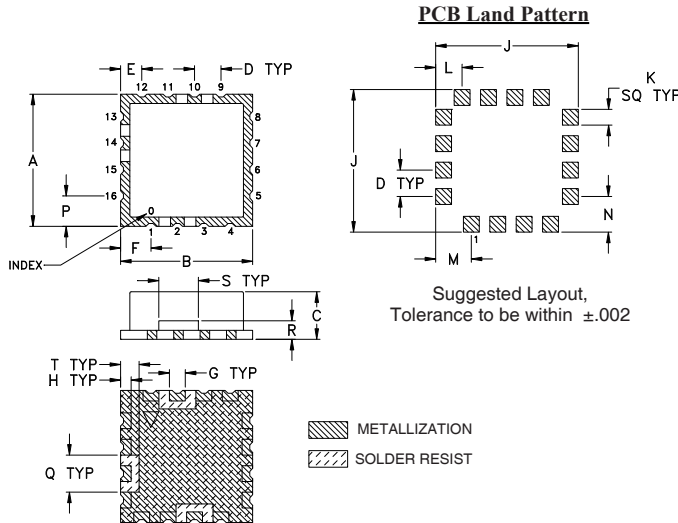 PCB Land Pattern
E
D TYP
12 11 10 9
13
14
15
16
8
7
6
5
A
P
0
1 2 3 4
F
B
INDEX
S TYP
C
R
T TYP
H TYP
G TYP
Q TYP
J
L
K
SQ TYP
J
D TYP
N
1
M
Suggested Layout,
Tolerance to be within ±.002
METALLIZATION
SOLDER RESIST